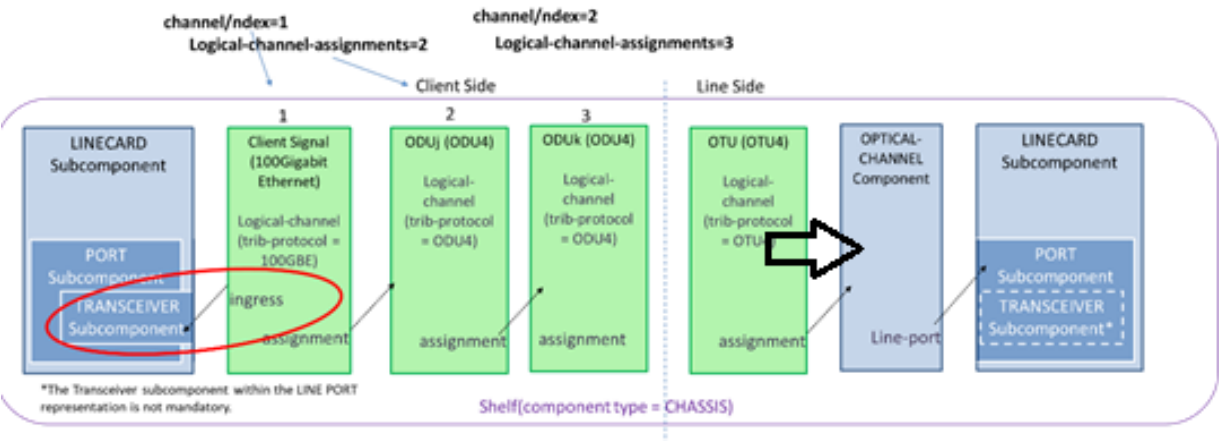 channel/ndex=1
Logical-channel-assignments=2
channel/ndex=2
Logical-channel-assignments=3
Client Side
Line Side
LINECARD
Subcomponent
PORT
Subcomponent
TRANSCEIVER
Subcomponent
1
Client Signal
(100Gigabit
Ethernet)
Logical-channel
(trib-protocol =
100GBE)
ingress
assignment
2
ODUj (ODU4)
Logical-
channel
(trib-protocol
= ODU4)
assignment
3
ODUk (ODU4)
Logical-
channel
(trib-protocol
= ODU4)
assignment
OTU (OTU4)
Logical-
channel
(trib-protocol
= OTU4)
assignment
OPTICAL-
CHANNEL
Component
Line-port
LINECARD
Subcomponent
PORT
Subcomponent
TRANSCEIVER
Subcomponent*
*The Transceiver subcomponent within the LINE PORT
representation is not mandatory.
Shelf(component type = CHASSIS)